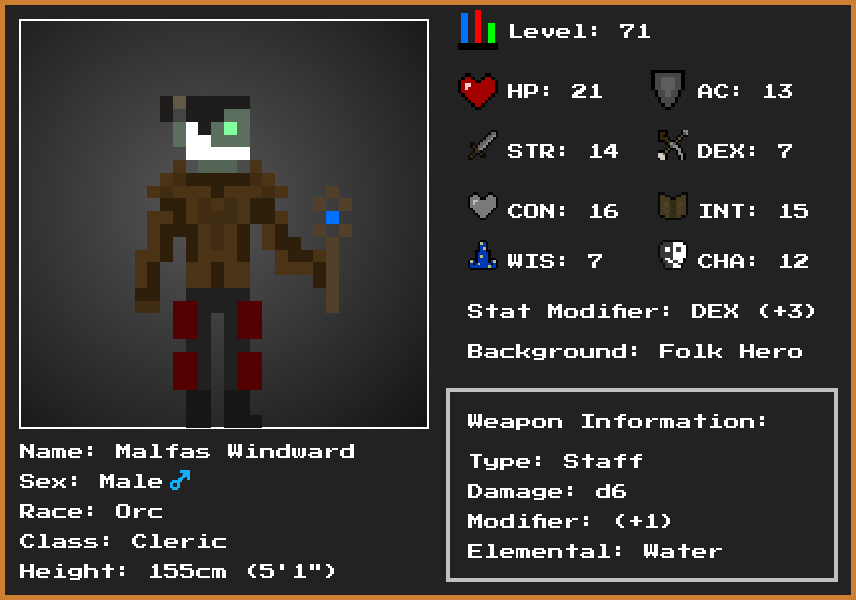 Level: 71
HP: 21
AC: 13
STR: 14
DEX: 7
CON: 16
INT: 15
WIS: 7
CHA: 12
Stat Modifier: DEX (+3)
Background: Folk Hero
Name: Malfas Windward
Sex: Male ♂
Race: Orc
Class: Cleric
Height: 155cm (5'1")
Weapon Information:
Type: Staff
Damage: d6
Modifier: (+1)
Elemental: Water